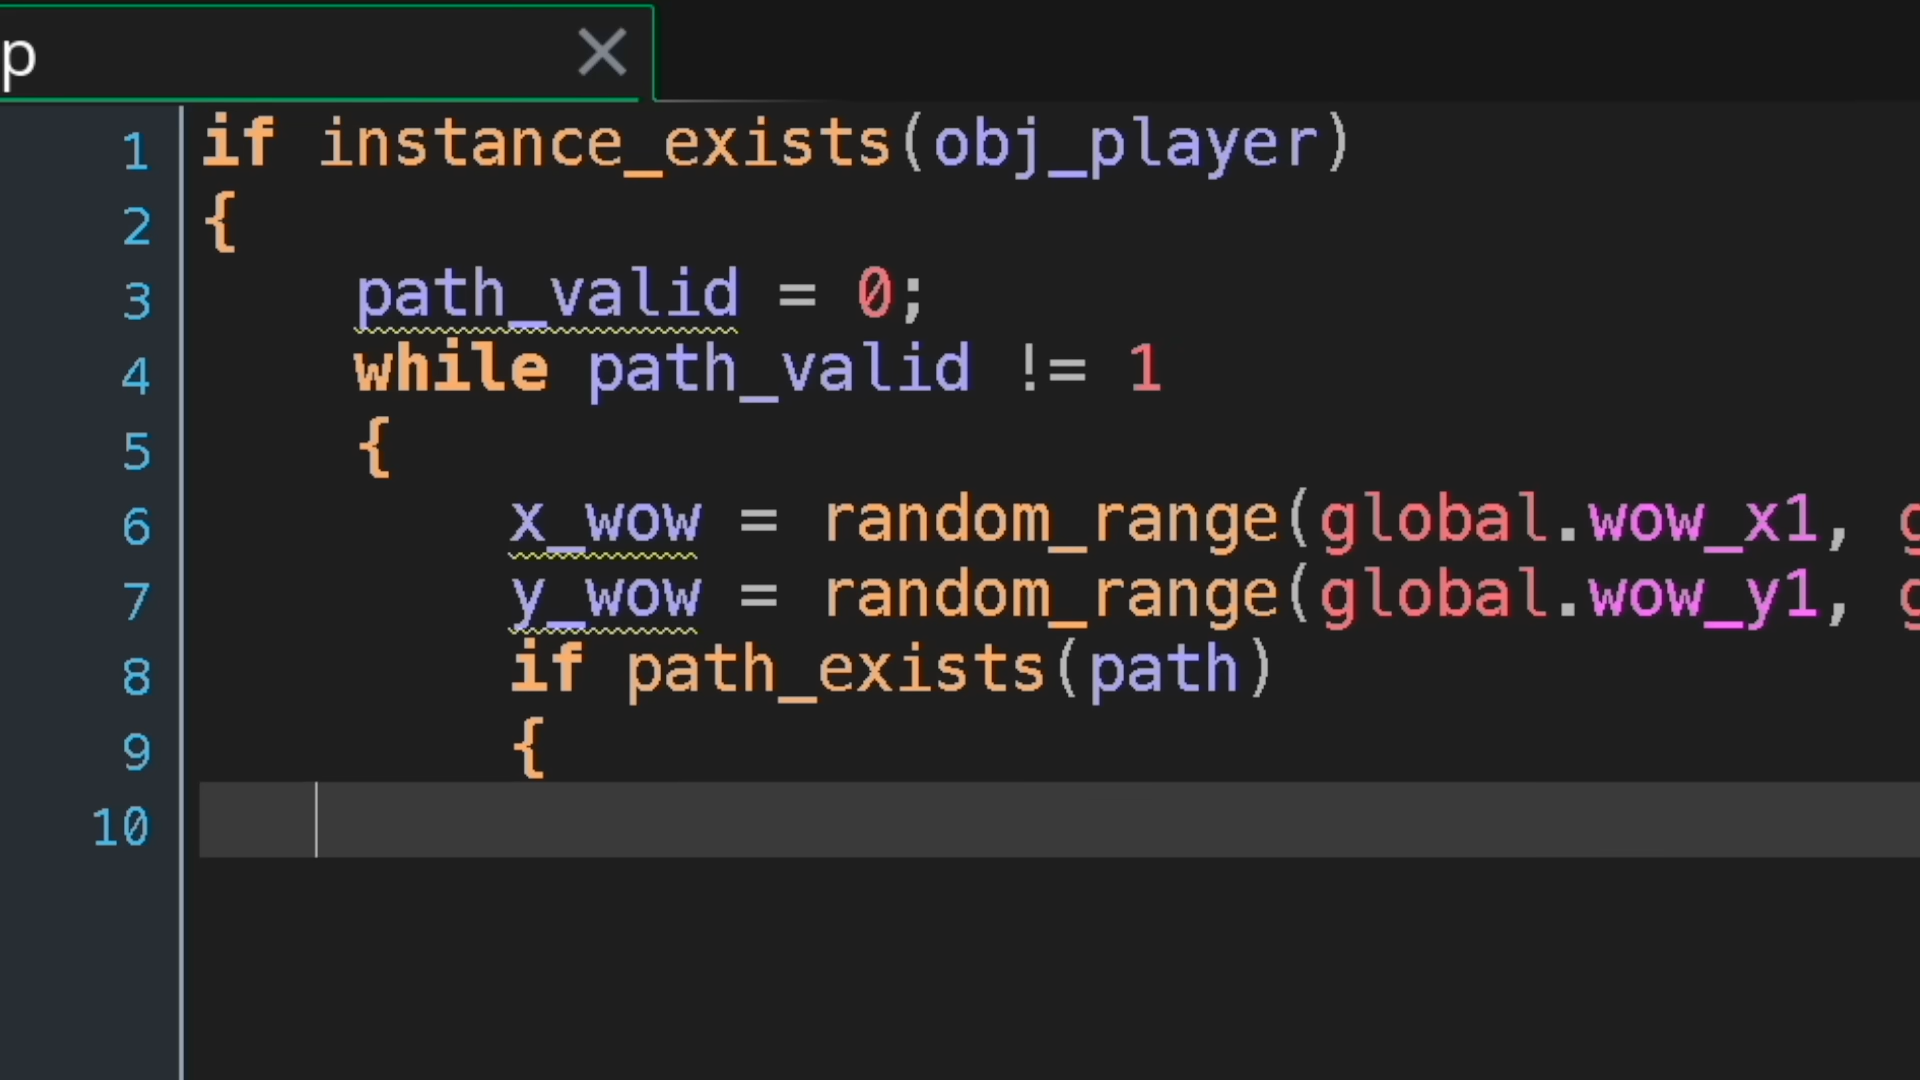 p
1 if instance_exists(obj_player)
2 {
3 path_valid = 0;
4 while path_valid != 1
5 {
6 x_wow = random_range(global.wow_x1, g
7 y_wow = random_range(global.wow_y1, g
8 if path_exists(path)
9 {
10